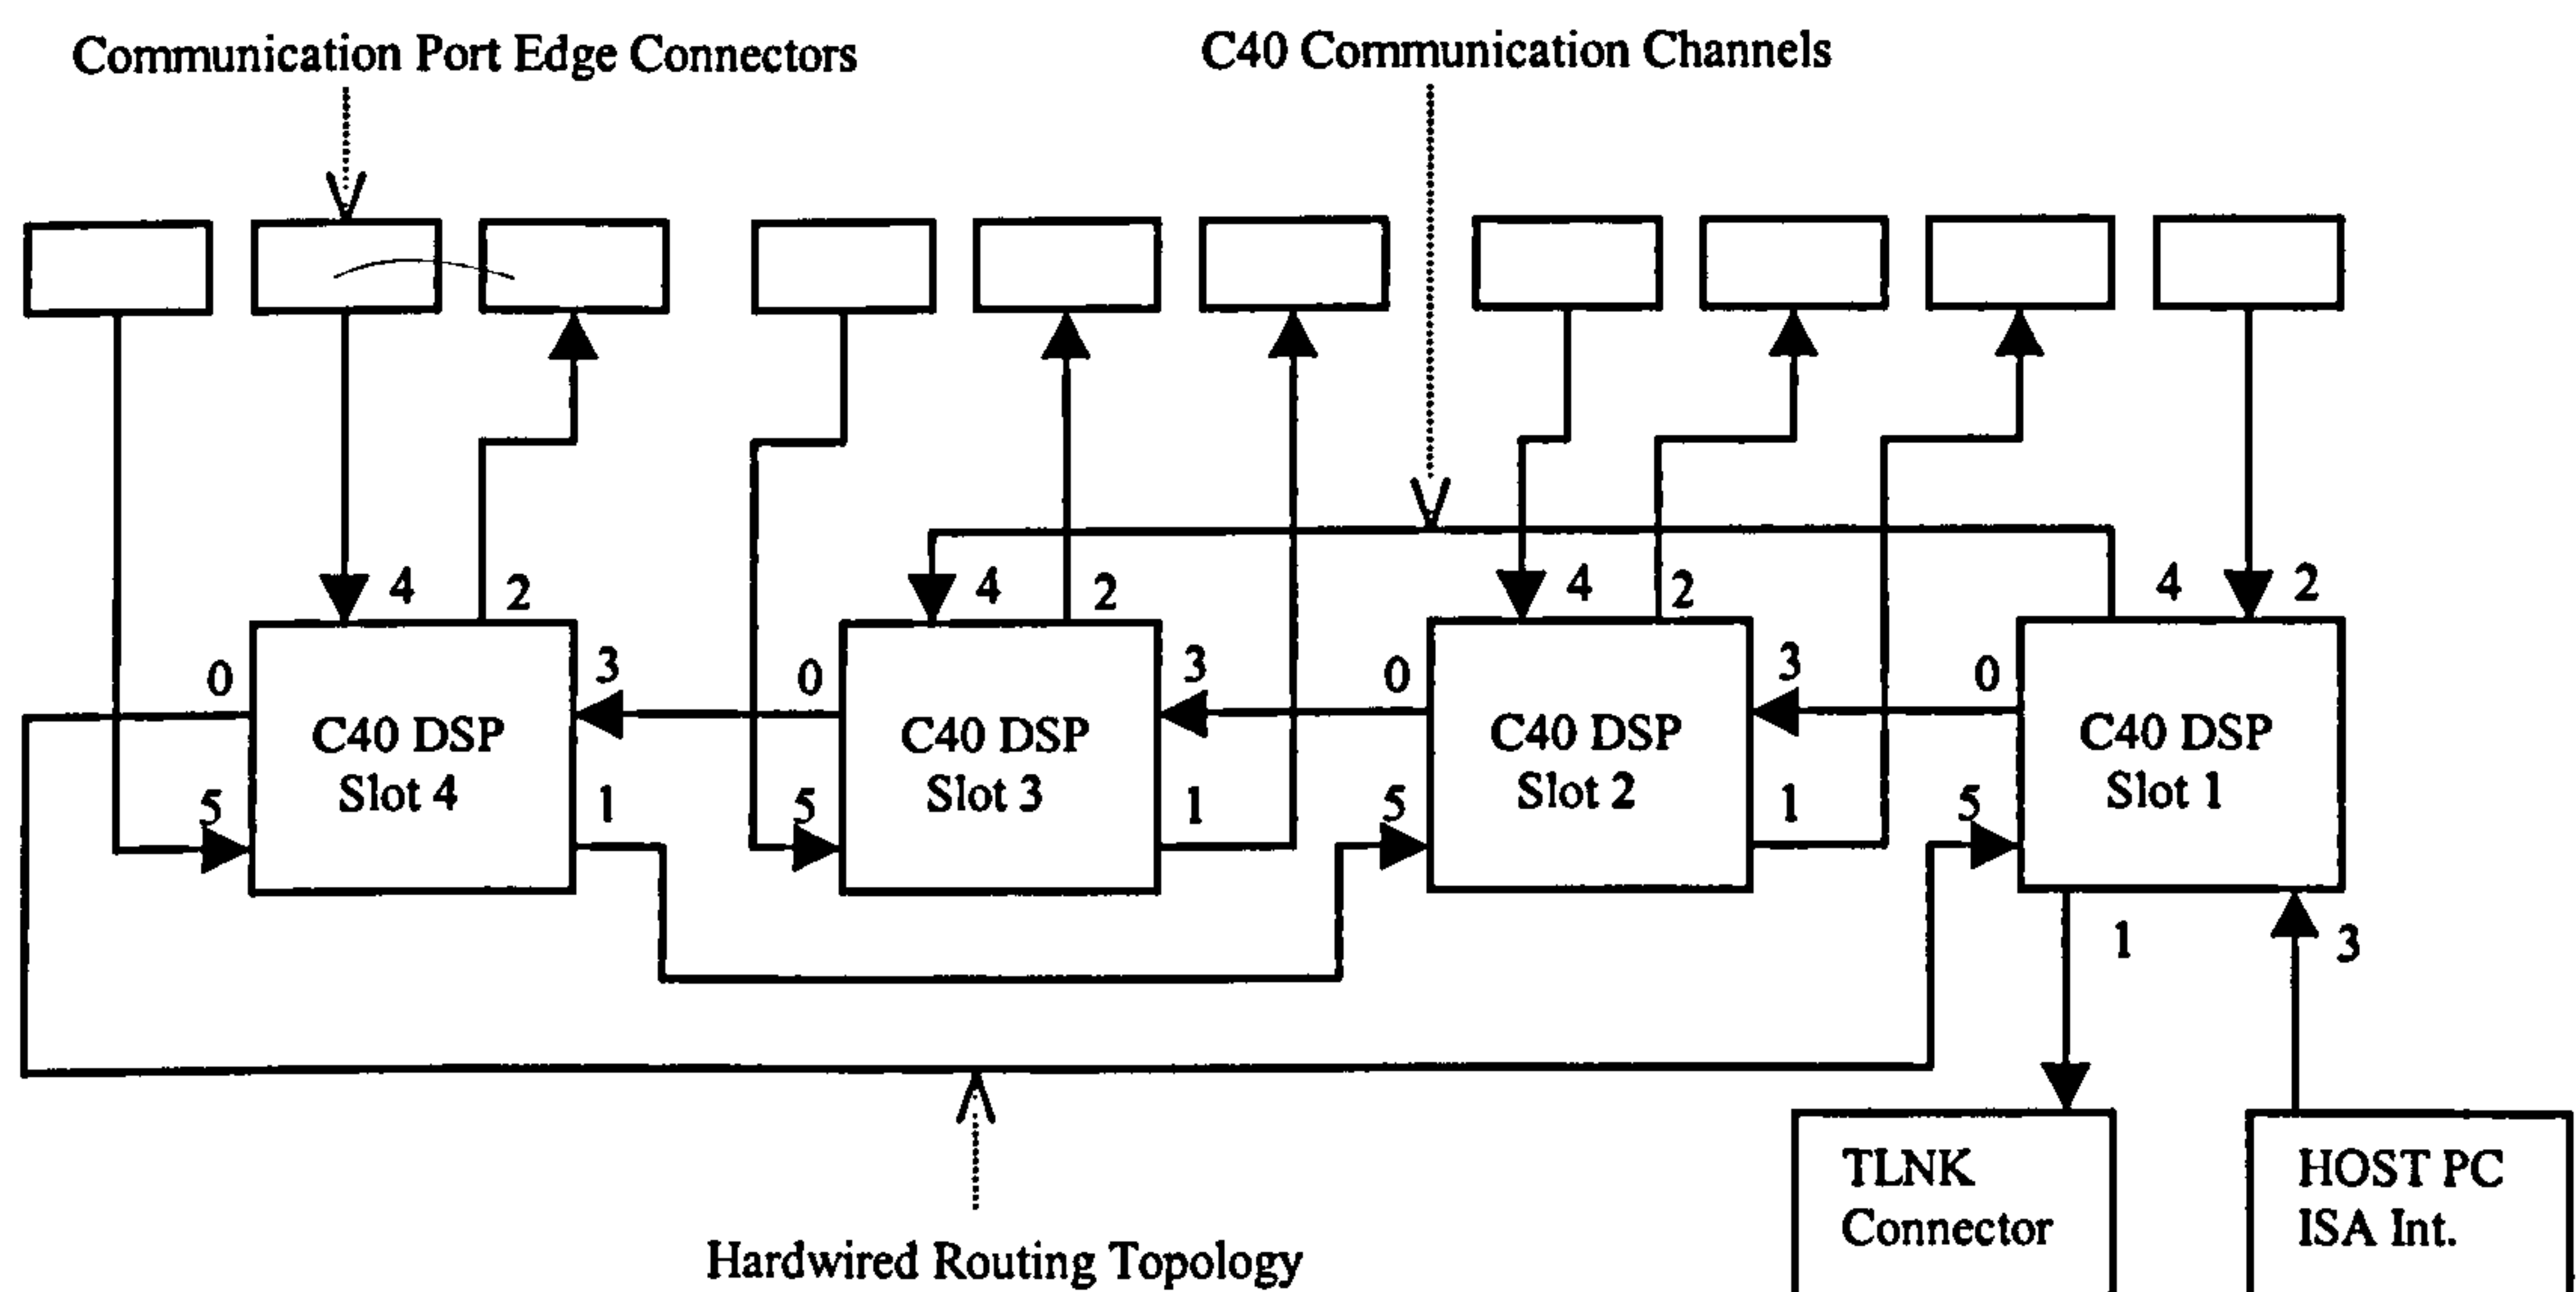 Communication Port Edge Connectors
C40 Communication Channels
4
2
4
2
4
2
4
2
0
3
0
3
0
3
0
C40 DSP
Slot 4
C40 DSP
Slot 3
C40 DSP
Slot 2
C40 DSP
Slot 1
5
1
5
1
5
1
5
1
3
TLNK
Connector
HOST PC
ISA Int.
Hardwired Routing Topology